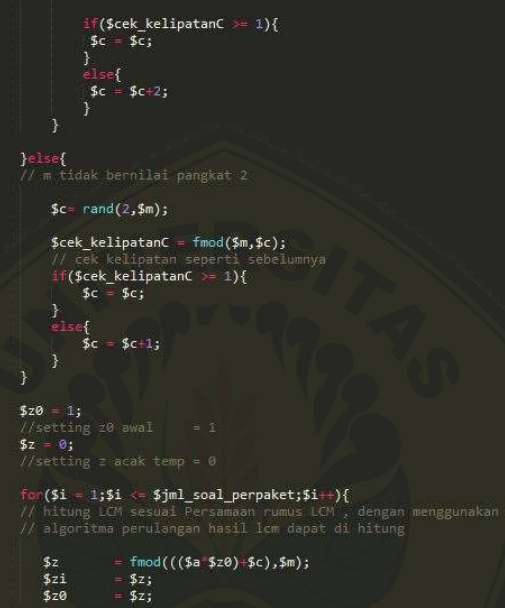 if($cek_kelipatanC >= 1){
$c = $c;
}
else{
$c = $c+2;
}
}
}else{
// m tidak bernilai pangkat 2
$c= rand(2,$m);
$cek_kelipatanC = fmod($m,$c);
// cek kelipatan seperti sebelumnya
if($cek_kelipatanC >= 1){
$c = $c;
}
else{
$c = $c+1;
}
}
$z0 = 1;
//setting z0 awal = 1
$z = 0;
//setting z acak temp = 0
for($i = 1;$i <= $jml_soal_perpaket;$i++){
// hitung LCM sesuai Persamaan rumus LCM , dengan menggunakan
// algoritma perulangan hasil lcm dapat di hitung
$z = fmod((($a*$z0)+$c),$m);
$zi = $z;
$z0 = $z;
UNIVERSITAS